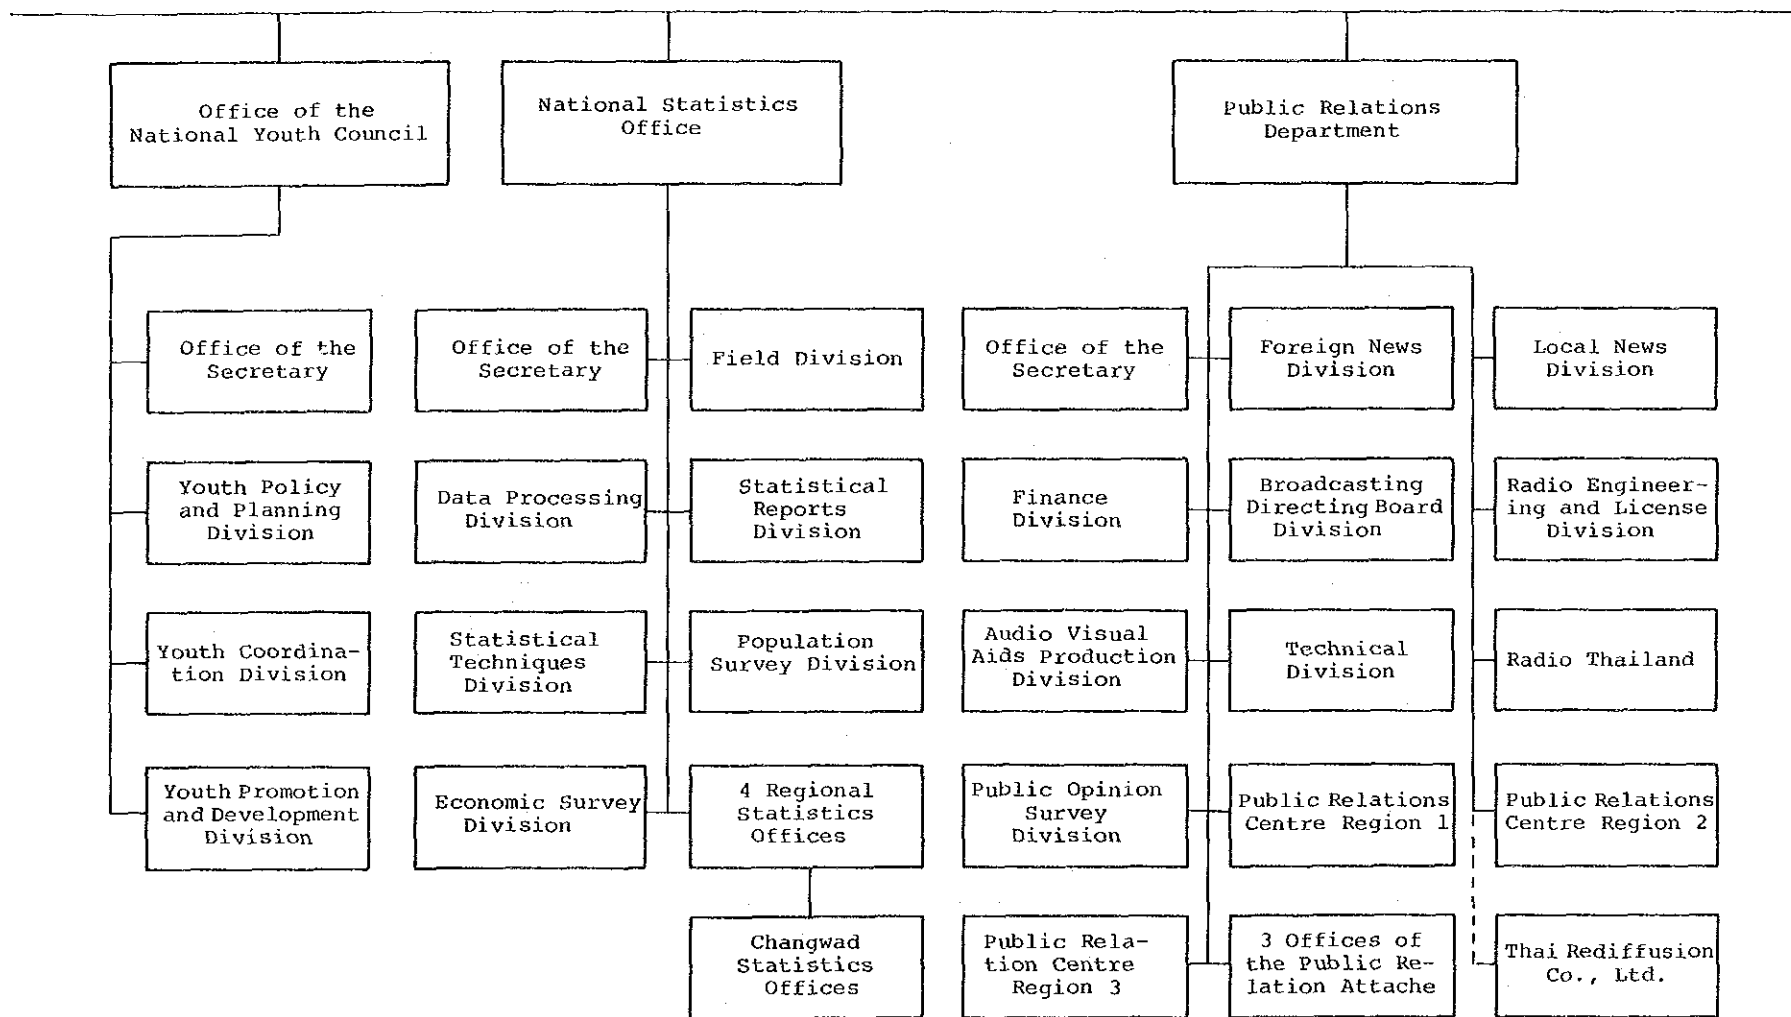 Office of the
National Youth Council
National Statistics
Office
Public Relations
Department
Office of the
Secretary
Office of the
Secretary
Field Division
Office of the
Secretary
Foreign News
Division
Local News
Division
Youth Policy
and Planning
Division
Data Processing
Division
Statistical
Reports
Division
Finance
Division
Broadcasting
Directing Board
Division
Radio Engineer-
ing and License
Division
Youth Coordina-
tion Division
Statistical
Techniques
Division
Population
Survey Division
Audio Visual
Aids Production
Division
Technical
Division
Radio Thailand
Youth Promotion
and Development
Division
Economic Survey
Division
4 Regional
Statistics
Offices
Public Opinion
Survey
Division
Public Relations
Centre Region 1
Public Relations
Centre Region 2
Changwad
Statistics
Offices
Public Rela-
tion Centre
Region 3
3 Offices of
the Public Re-
lation Attache
Thai Rediffusion
Co., Ltd.